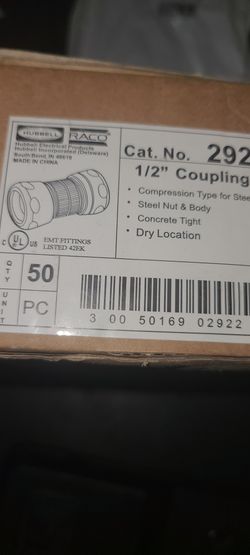 HUBBELL
RACO
Hubbell Electrical Products
Hubbell Incorporated (Delaware)
South Bend, IN 46619
MADE IN CHINA
Cat. No. 292
1/2" Coupling
• Compression Type for Stee
• Steel Nut & Body
• Concrete Tight
• Dry Location
C UL US
EMT FITTINGS
LISTED 42EK
QTY 50
UNIT PC
3 00 50169 02922